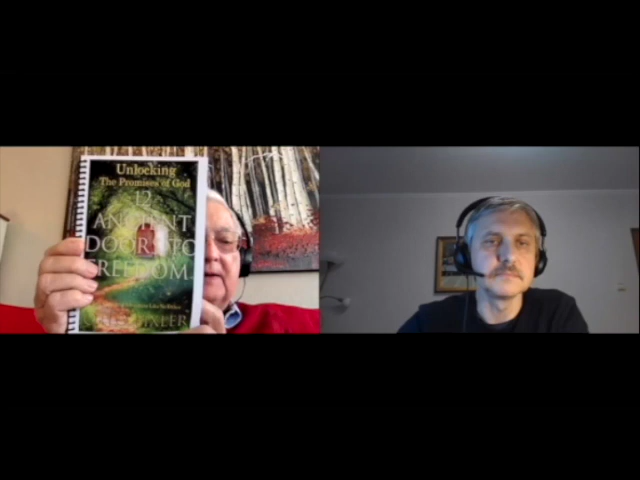 Unlocking
The Promises of God
12
ANCIENT
DOORS TO
FREEDOM